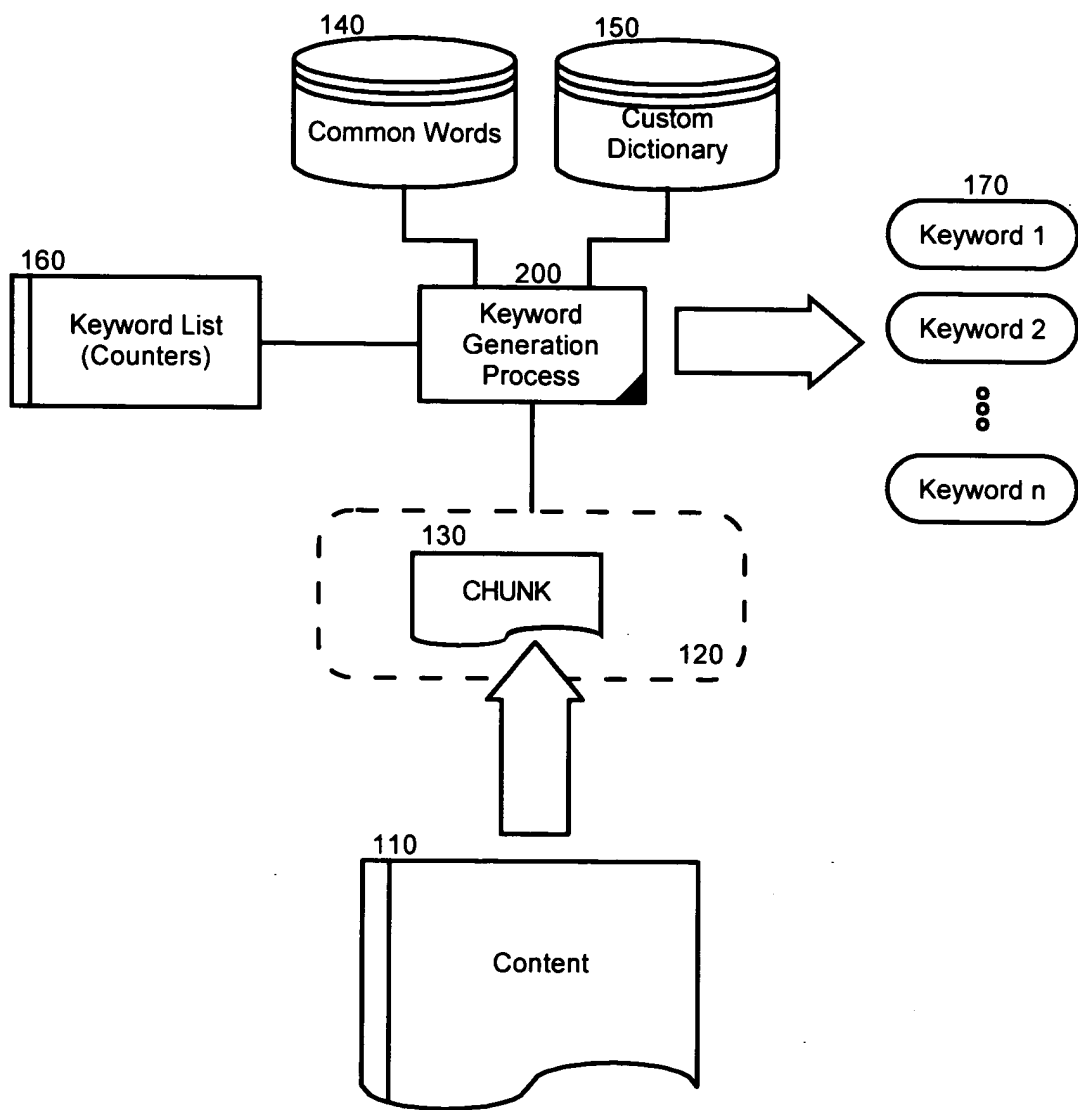 140
150
Common Words
Custom
Dictionary
170
Keyword 1
160
200
Keyword List
(Counters)
Keyword
Generation
Process
Keyword 2
Keyword n
130
CHUNK
120
110
Content